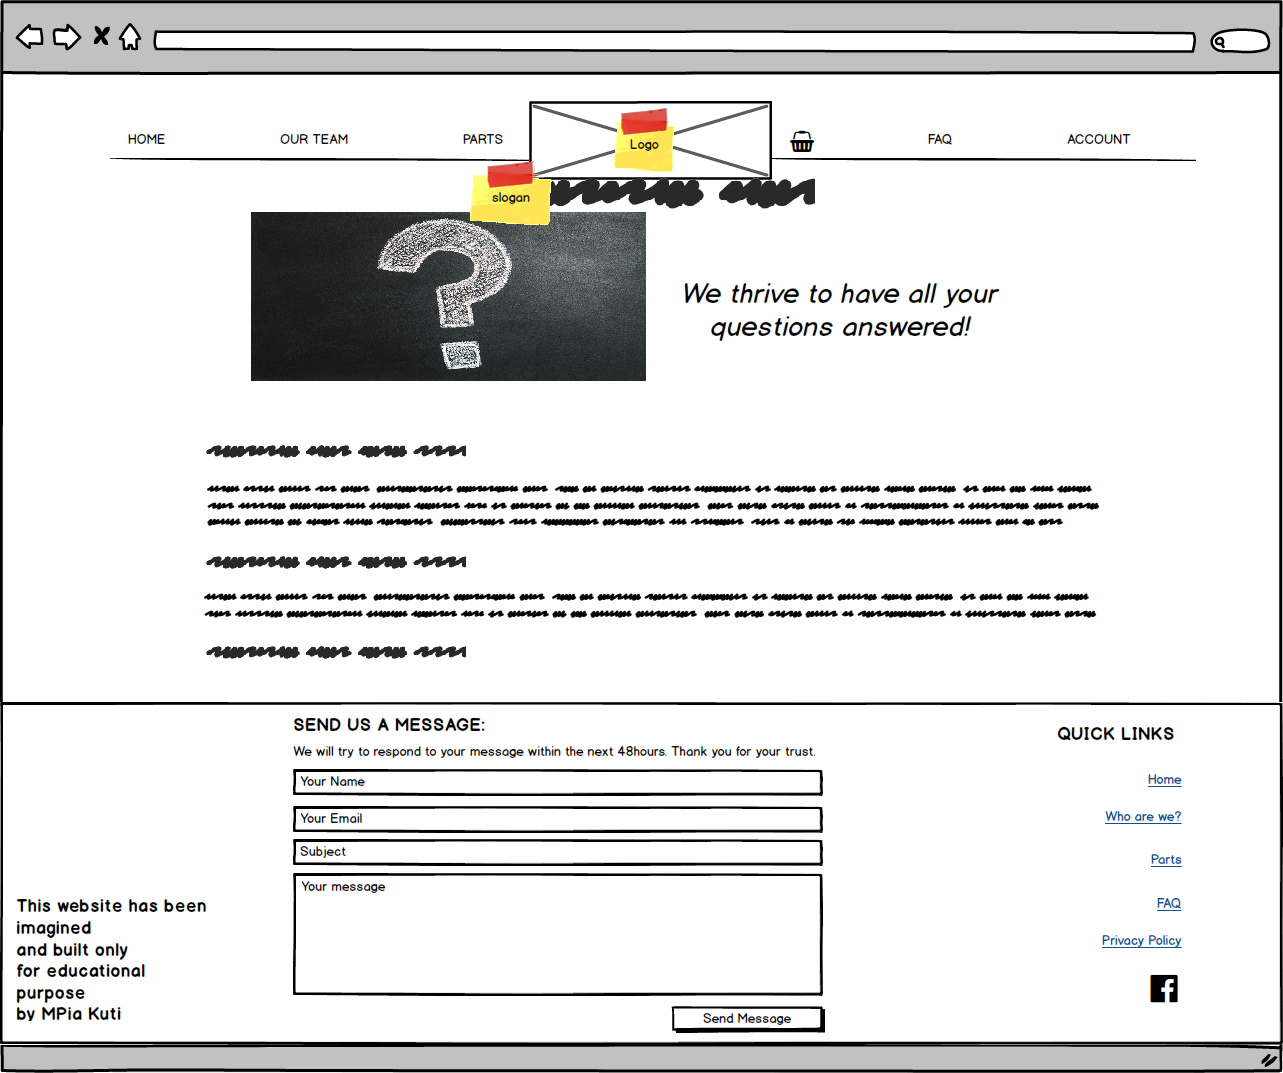 HOME
OUR TEAM
PARTS
Logo
FAQ
ACCOUNT
slogan
We thrive to have all your
questions answered!
SEND US A MESSAGE:
We will try to respond to your message within the next 48hours. Thank you for your trust.
Your Name
Your Email
Subject
Your message
Send Message
QUICK LINKS
Home
Who are we?
Parts
FAQ
Privacy Policy
This website has been
imagined
and built only
for educational
purpose
by MPia Kuti